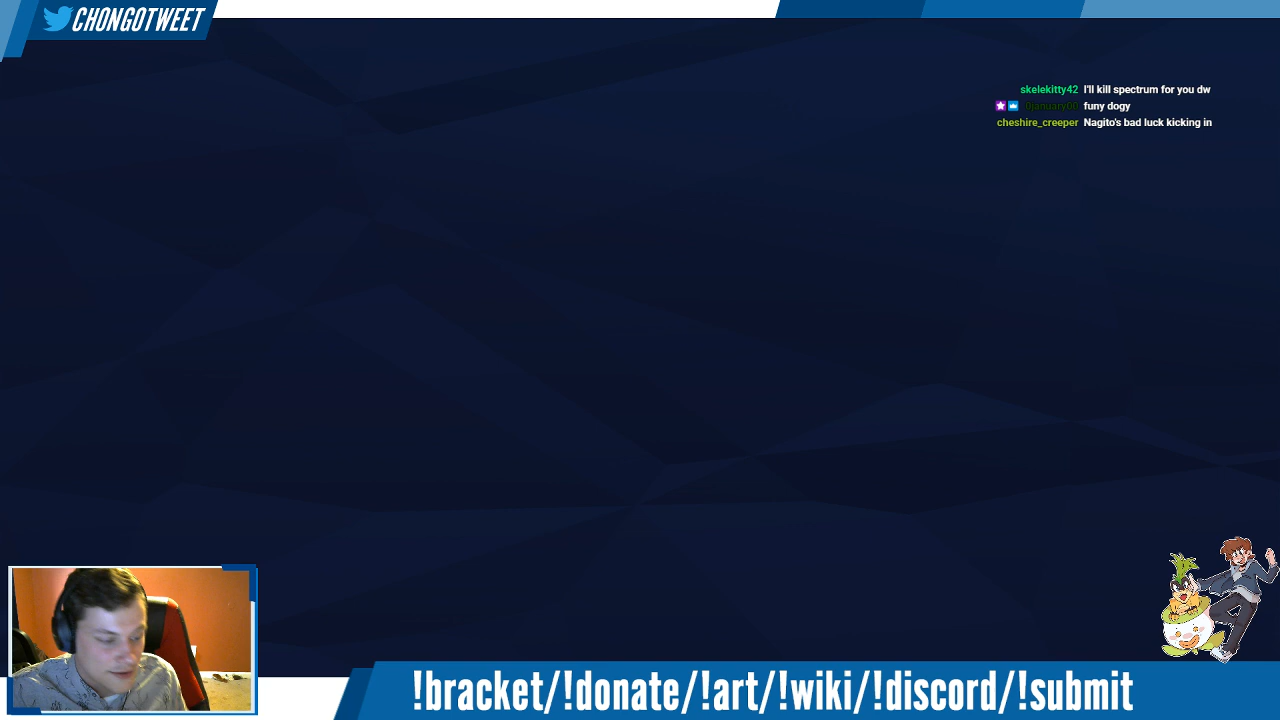 CHONGOTWEET
skelekitty42 I'll kill spectrum for you dw
0january00 funy dogy
cheshire_creeper Nagito's bad luck kicking in
!bracket/!donate/!art/!wiki/!discord/!submit